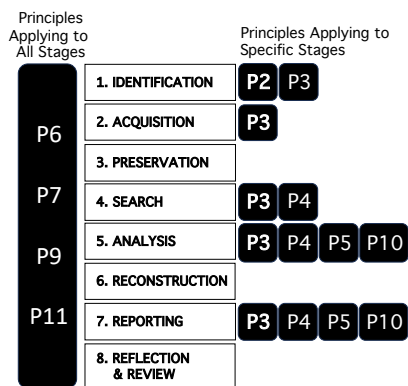 Principles
Applying to
All Stages
Principles Applying to
Specific Stages
1. IDENTIFICATION P2 P3
P6
2. ACQUISITION P3
3. PRESERVATION
P7
4. SEARCH P3 P4
5. ANALYSIS P3 P4 P5 P10
P9
6. RECONSTRUCTION
P11
7. REPORTING P3 P4 P5 P10
8. REFLECTION
& REVIEW